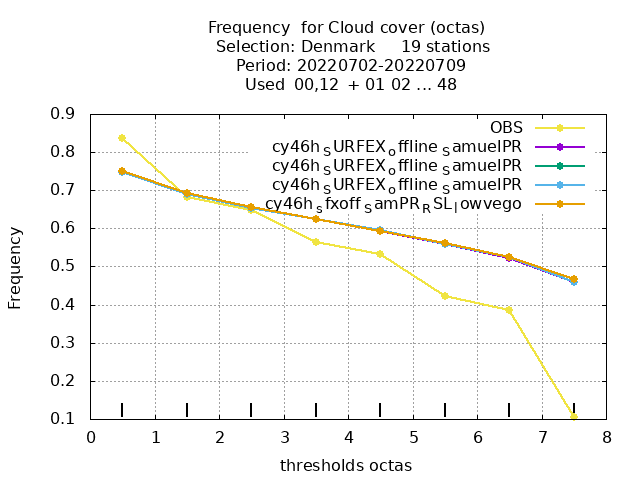 Frequency  for Cloud cover (octas)
Selection: Denmark     19 stations
Period: 20220702-20220709
Used  00,12  + 01 02 ... 48
0.9
0.8
0.7
0.6
0.5
0.4
0.3
0.2
0.1
Frequency
OBS
cy46h_SURFEX_offline_SamuelPR
cy46h_SURFEX_offline_SamuelPR
cy46h_SURFEX_offline_SamuelPR
cy46h_sfxoff_SamPR_RSL_lowvego
0 1 2 3 4 5 6 7 8
thresholds octas